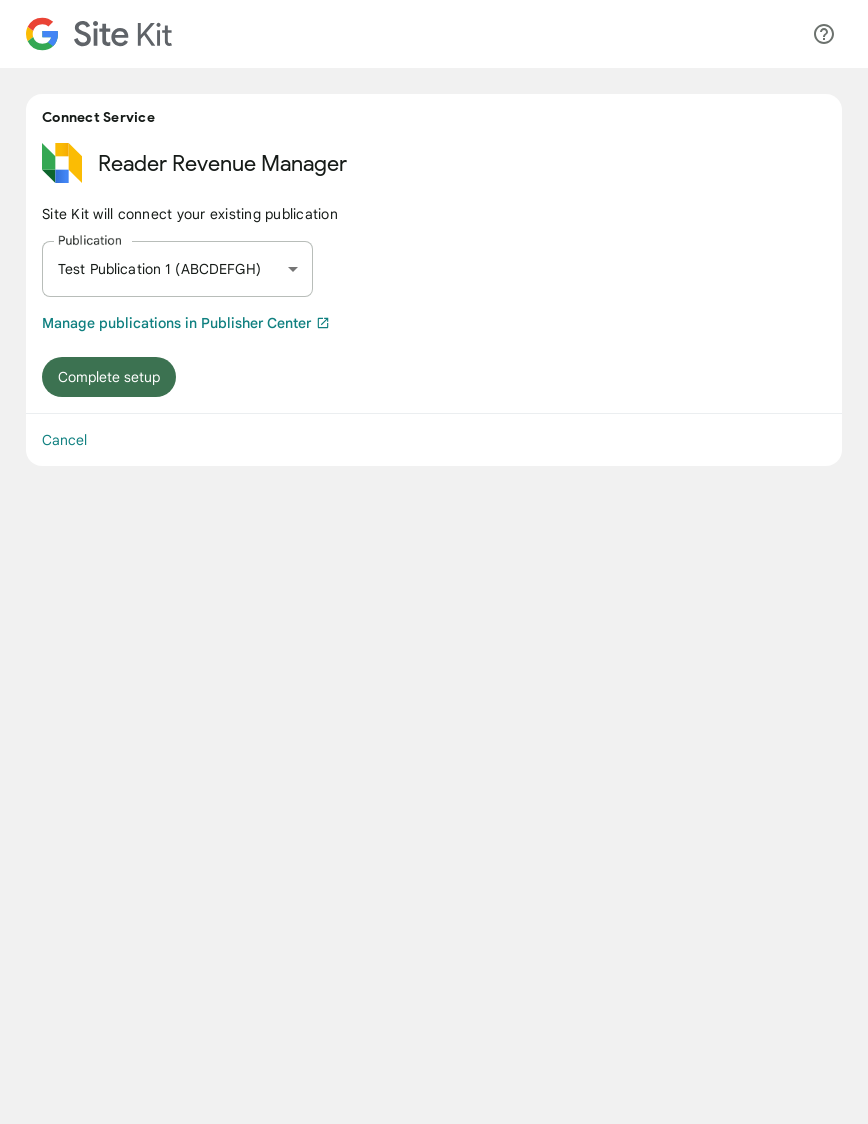 Site Kit
Connect Service
Reader Revenue Manager
Site Kit will connect your existing publication
Publication
Test Publication 1 (ABCDEFGH)
Manage publications in Publisher Center
Complete setup
Cancel